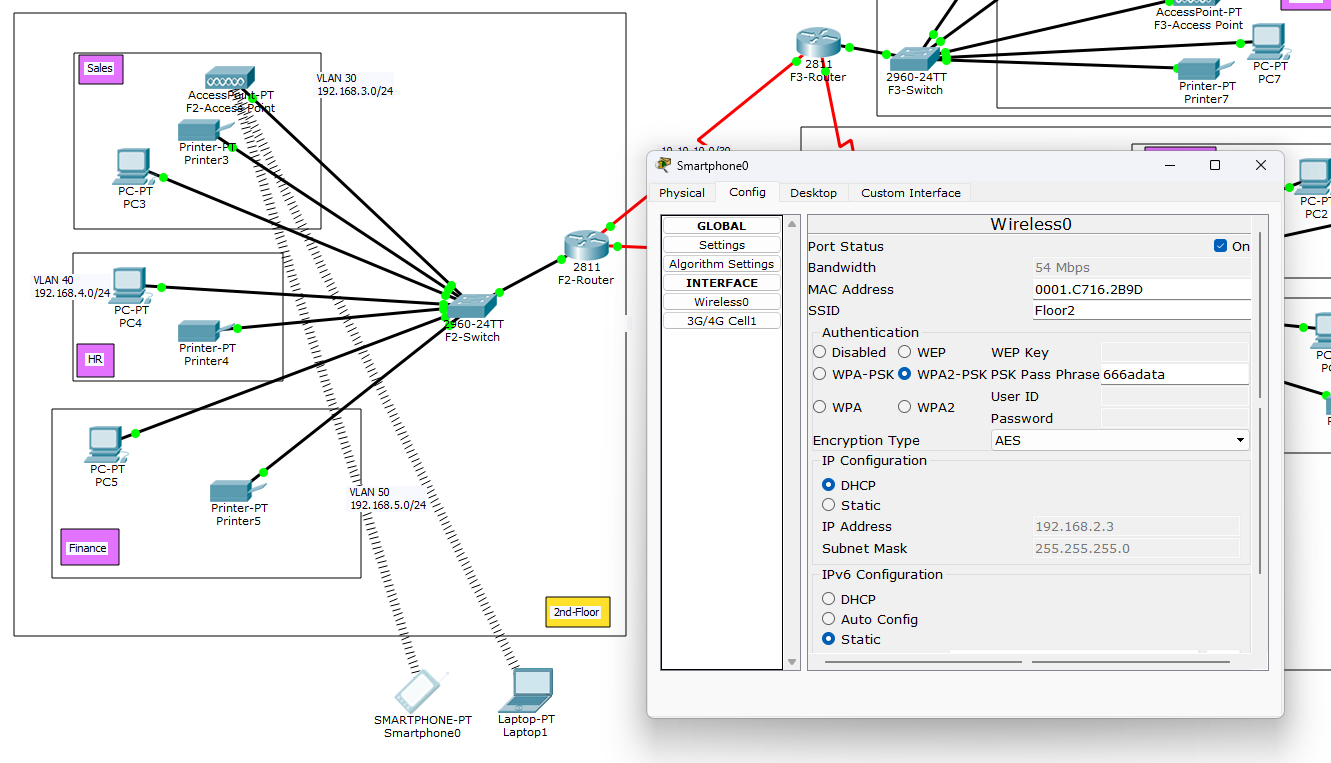 Sales
AccessPoint-PT
F2-Access Point
VLAN 30
192.168.3.0/24
Printer-PT
Printer3
PC-PT
PC3
VLAN 40
192.168.4.0/24
PC-PT
PC4
Printer-PT
Printer4
HR
2960-24TT
F2-Switch
2811
F2-Router
PC-PT
PC5
Printer-PT
Printer5
VLAN 50
192.168.5.0/24
Finance
2nd-Floor
SMARTPHONE-PT
Smartphone0
Laptop-PT
Laptop1
2811
F3-Router
2960-24TT
F3-Switch
AccessPoint-PT
F3-Access Point
PC-PT
PC7
Printer-PT
Printer7
PC-PT
PC2
Smartphone0
Physical
Config
Desktop
Custom Interface
GLOBAL
Settings
Algorithm Settings
INTERFACE
Wireless0
3G/4G Cell1
Wireless0
Port Status
On
Bandwidth
54 Mbps
MAC Address
0001.C716.2B9D
SSID
Floor2
Authentication
Disabled
WEP
WEP Key
WPA-PSK
WPA2-PSK
PSK Pass Phrase
666adata
User ID
WPA
WPA2
Password
Encryption Type
AES
IP Configuration
DHCP
Static
IP Address
192.168.2.3
Subnet Mask
255.255.255.0
IPv6 Configuration
DHCP
Auto Config
Static